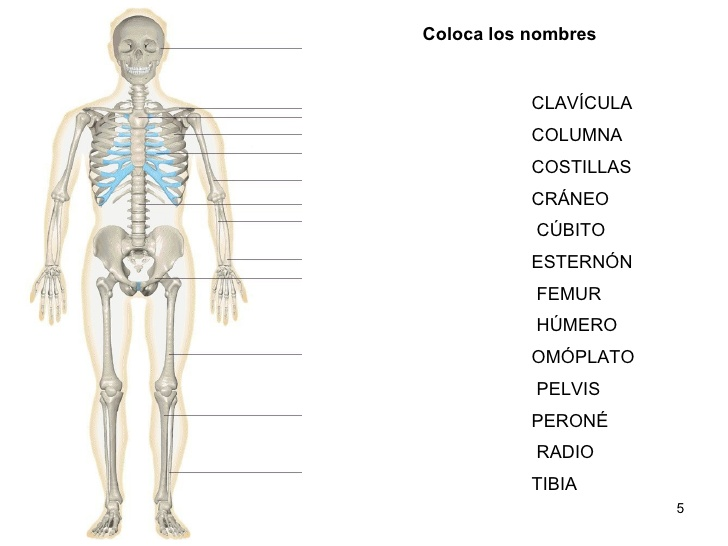 Coloca los nombres
CLAVÍCULA
COLUMNA
COSTILLAS
CRÁNEO
CÚBITO
ESTERNÓN
FEMUR
HÚMERO
OMÓPLATO
PELVIS
PERONÉ
RADIO
TIBIA
5